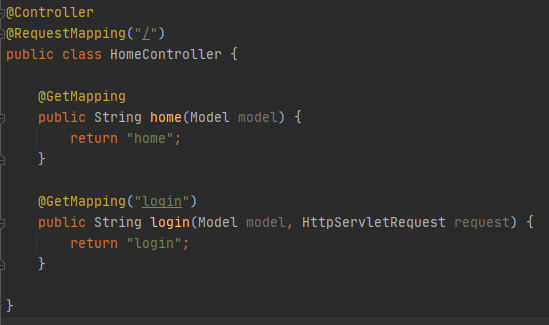 @Controller
@RequestMapping("/")
public class HomeController {
@GetMapping
public String home(Model model) {
return "home";
}
@GetMapping("login")
public String login(Model model, HttpServletRequest request) {
return "login";
}
}